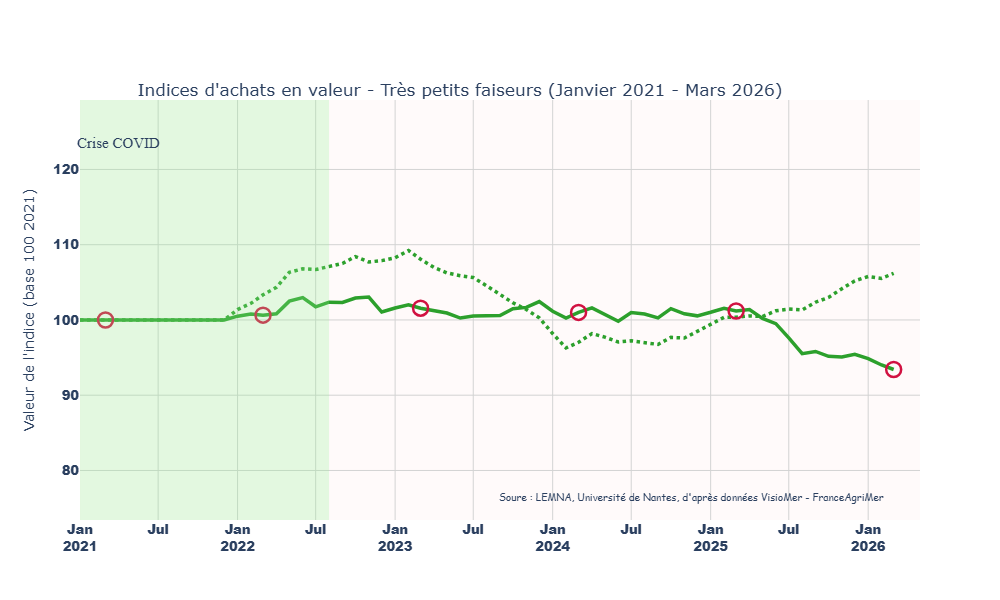 Indices d'achats en valeur - Très petits faiseurs (Janvier 2021 - Mars 2026)
Crise COVID
Valeur de l'indice (base 100 2021)
120
110
100
90
80
Soure : LEMNA, Université de Nantes, d'après données VisioMer - FranceAgriMer
Jan Jul Jan Jul Jan Jul Jan Jul Jan Jul Jan
2021 2022 2023 2024 2025 2026